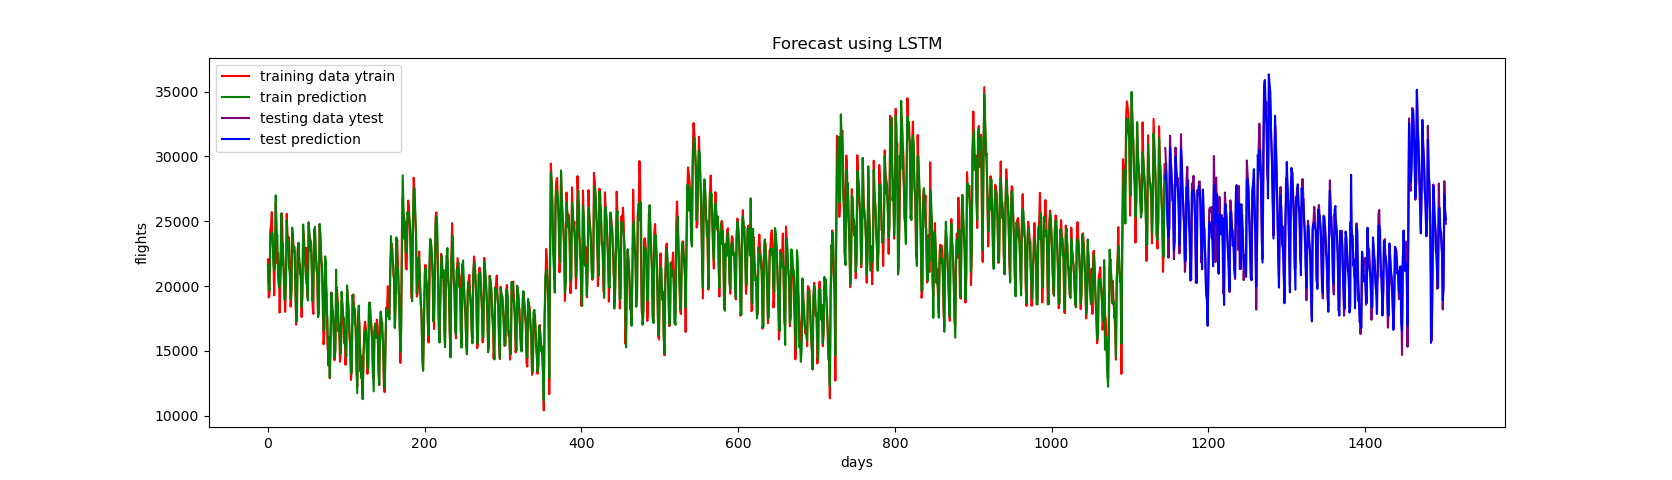 Forecast using LSTM
training data ytrain
train prediction
testing data ytest
test prediction
flights
35000
30000
25000
20000
15000
10000
0 200 400 600 800 1000 1200 1400
days